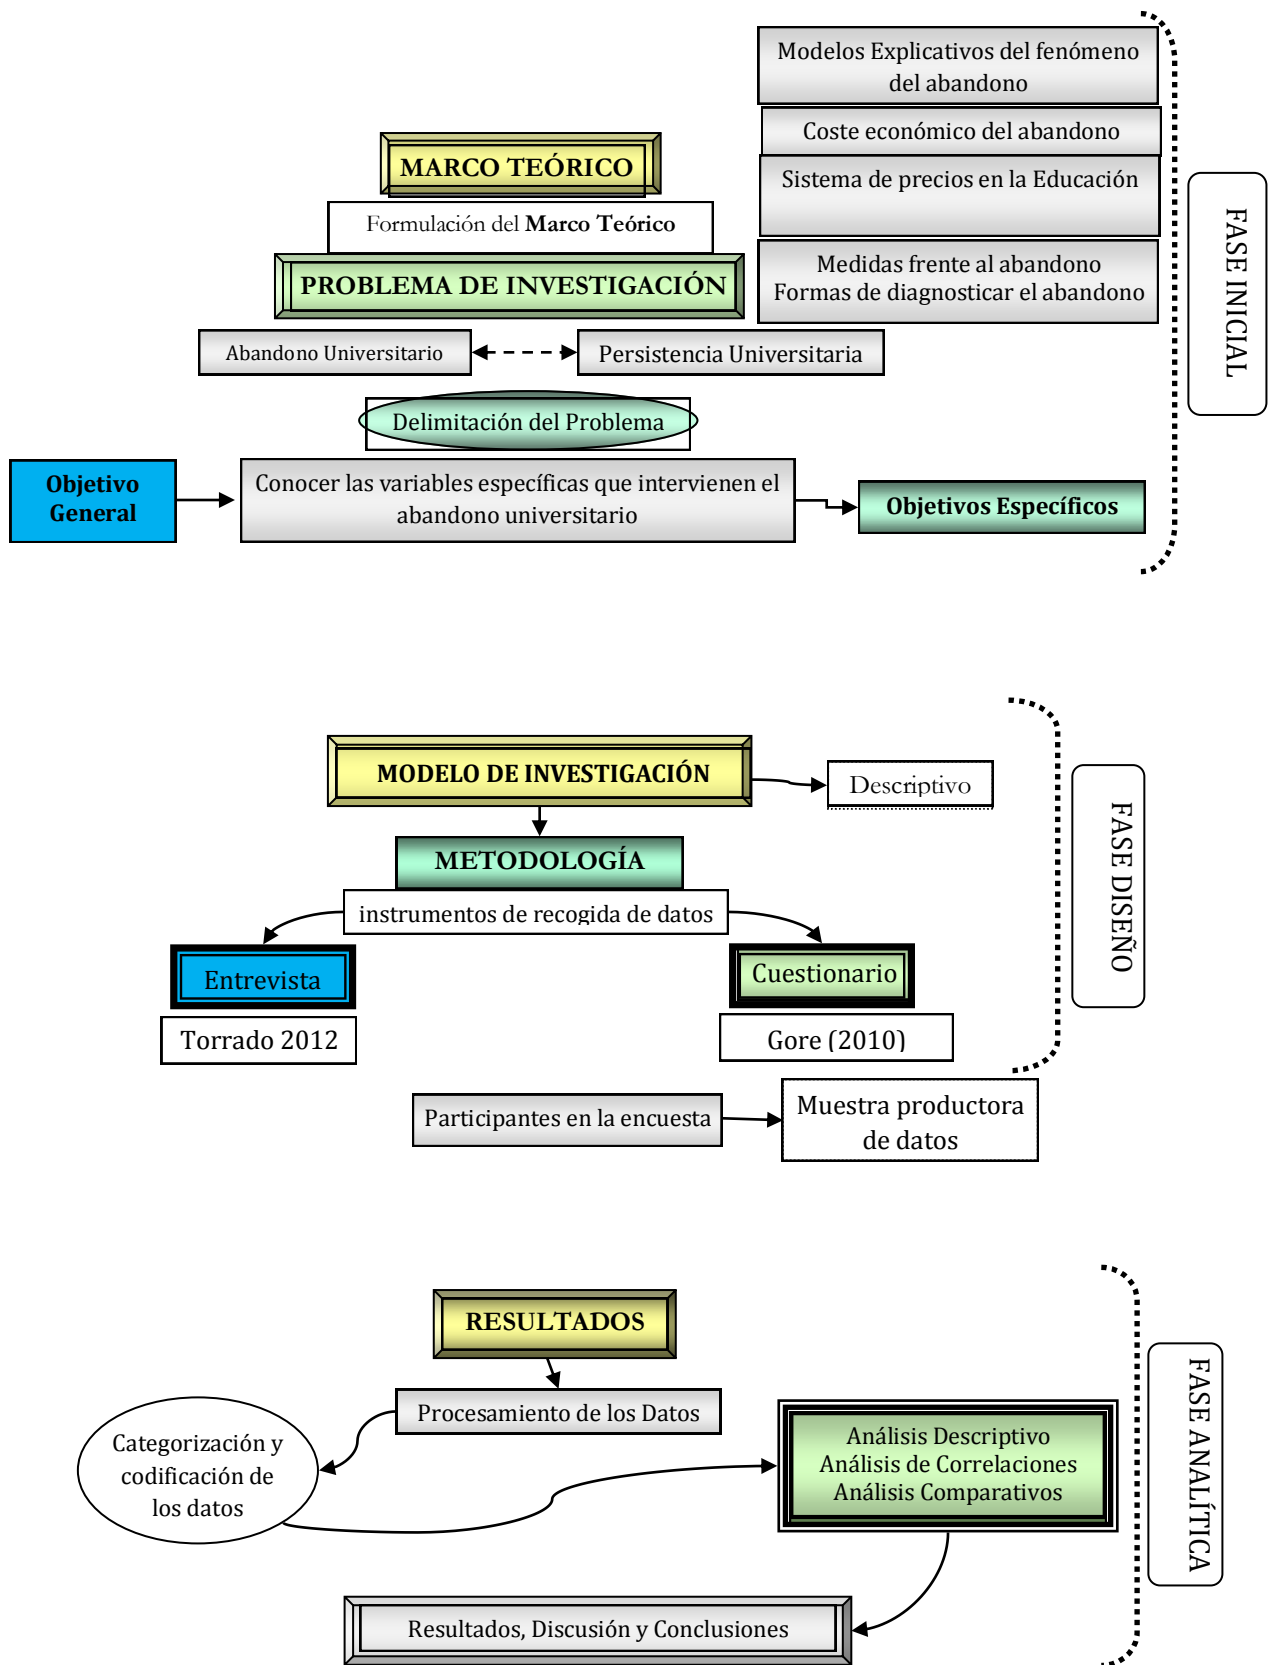 Modelos Explicativos del fenómeno
del abandono
Coste económico del abandono
Sistema de precios en la Educación
Medidas frente al abandono
Formas de diagnosticar el abandono
MARCO TEÓRICO
Formulación del Marco Teórico
PROBLEMA DE INVESTIGACIÓN
Abandono Universitario
Persistencia Universitaria
Delimitación del Problema
Objetivo
General
Conocer las variables específicas que intervienen el
abandono universitario
Objetivos Específicos
FASE INICIAL
MODELO DE INVESTIGACIÓN
Descriptivo
METODOLOGÍA
instrumentos de recogida de datos
Entrevista
Cuestionario
Torrado 2012
Gore (2010)
Participantes en la encuesta
Muestra productora
de datos
FASE DISEÑO
RESULTADOS
Procesamiento de los Datos
Categorización y
codificación de
los datos
Análisis Descriptivo
Análisis de Correlaciones
Análisis Comparativos
Resultados, Discusión y Conclusiones
FASE ANALÍTICA